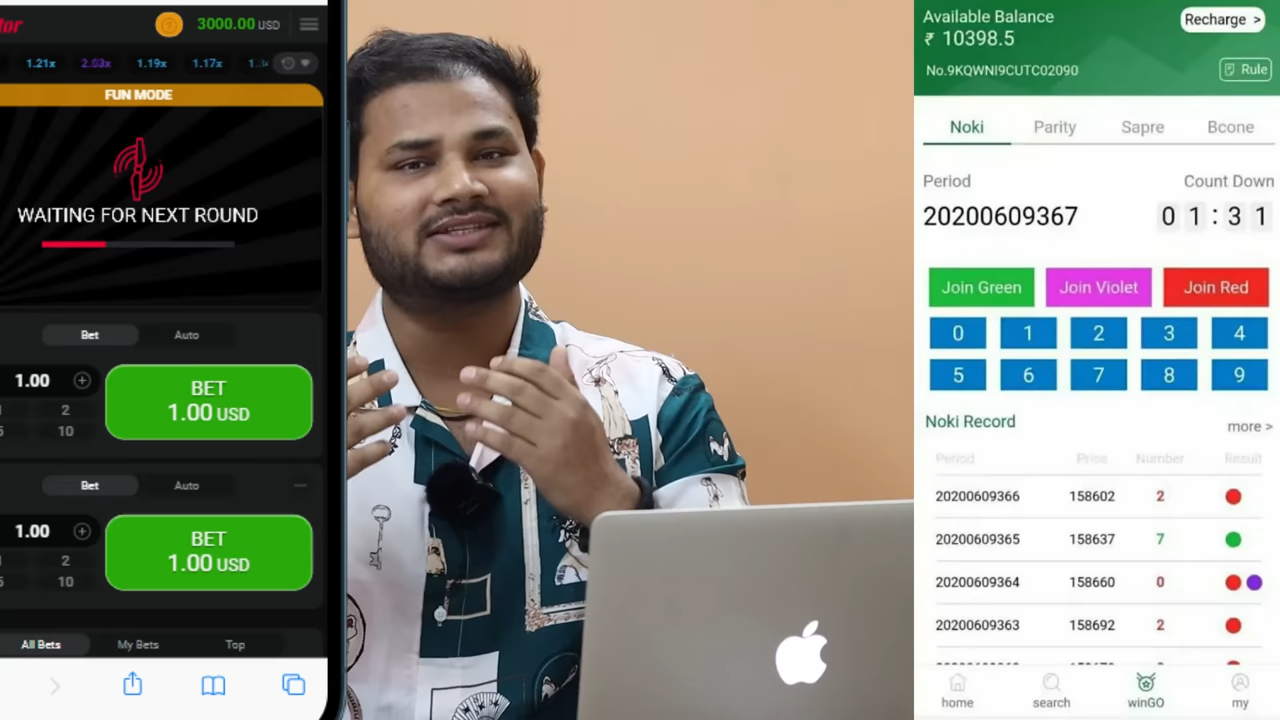 3000.00 USD
1.21x 2.03x 1.19x 1.17x
FUN MODE
WAITING FOR NEXT ROUND
Bet Auto
1.00
BET
1.00 USD
2
10
Bet Auto
1.00
BET
1.00 USD
2
10
All Bets My Bets Top
Available Balance
Recharge >
₹ 10398.5
No.9KQWNI9CUTC02090
Rule
Noki Parity Sapre Bcone
Period Count Down
20200609367 01:31
Join Green Join Violet Join Red
0 1 2 3 4
5 6 7 8 9
Noki Record
more >
Period Price Number Result
20200609366 158602 2
20200609365 158637 7
20200609364 158660 0
20200609363 158692 2
home search winGO my